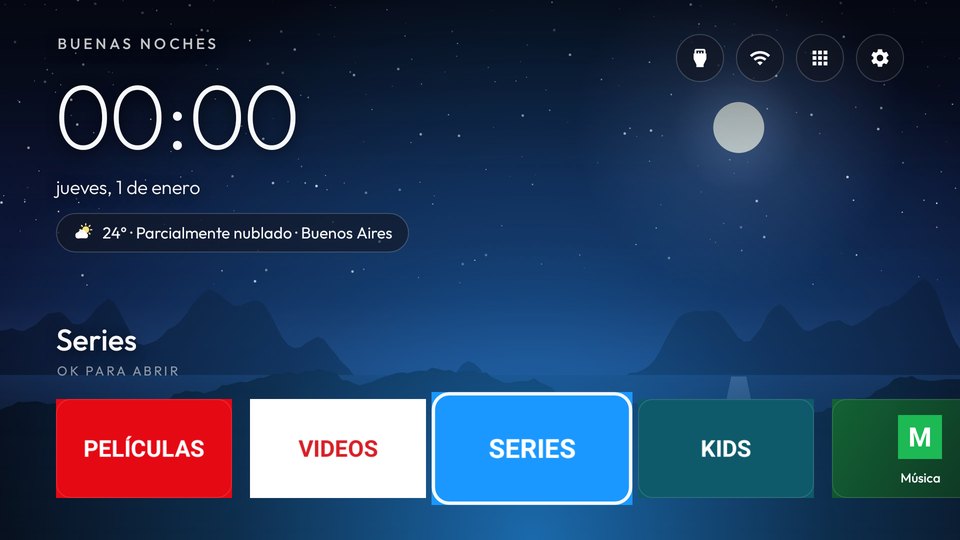 BUENAS NOCHES
00:00
jueves, 1 de enero
24° · Parcialmente nublado · Buenos Aires
Series
OK PARA ABRIR
PELÍCULAS
VIDEOS
SERIES
KIDS
M
Música